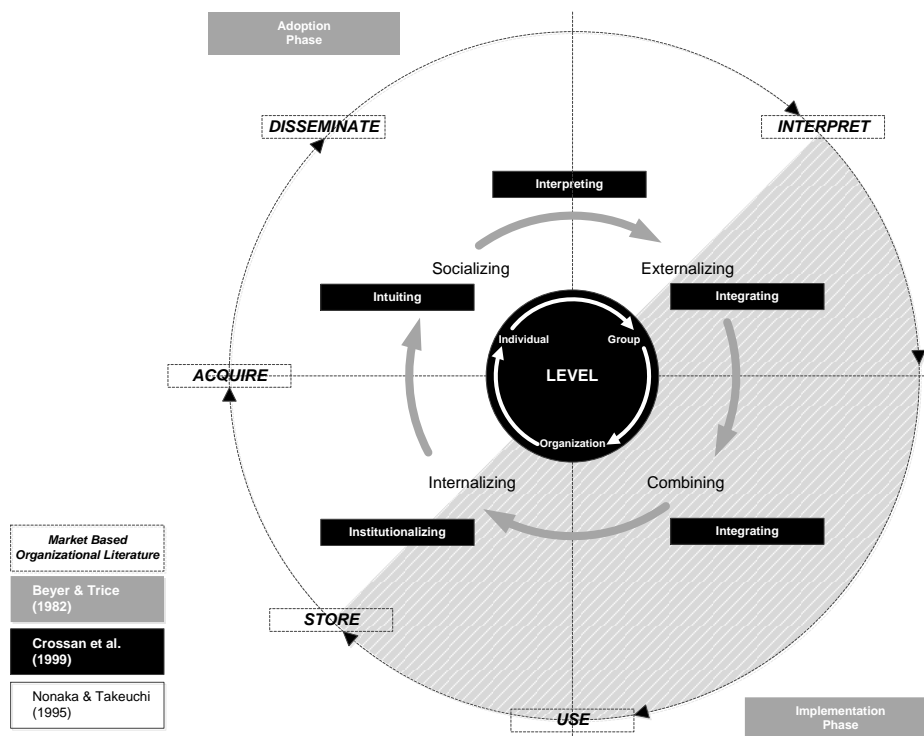 Adoption
Phase
DISSEMINATE
INTERPRET
Interpreting
Socializing
Externalizing
Intuiting
Integrating
Individual
Group
LEVEL
ACQUIRE
Organization
Internalizing
Combining
Institutionalizing
Integrating
Market Based
Organizational Literature
Beyer & Trice
(1982)
STORE
Crossan et al.
(1999)
Nonaka & Takeuchi
(1995)
USE
Implementation
Phase